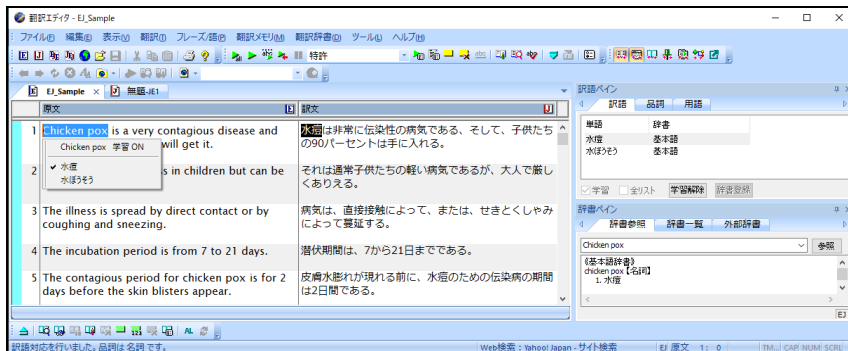 翻訳エディタ - EJ_Sample
ファイル(F) 編集(E) 表示(V) 翻訳(T) フレーズ/語(P) 翻訳メモリ(M) 翻訳辞書(D) ツール(L) ヘルプ(H)
特許
EJ_Sample × 無題-JE1
原文 E 訳文 J
1 Chicken pox is a very contagious disease and
will get it.
水痘は非常に伝染性の病気である、そして、子供たち
の90パーセントは手に入れる。
Chicken pox 学習 ON
水痘
水ぼうそう
2 s in children but can be
それは通常子供たちの軽い病気であるが、大人で厳し
くありえる。
3 The illness is spread by direct contact or by
coughing and sneezing.
病気は、直接接触によって、または、せきとくしゃみ
によって蔓延する。
4 The incubation period is from 7 to 21 days.
潜伏期間は、7から21日までである。
5 The contagious period for chicken pox is for 2
days before the skin blisters appear.
皮膚水膨れが現れる前に、水痘のための伝染病の期間
は2日間である。
訳語ペイン
訳語 品詞 用語
単語 辞書
水痘 基本語
水ぼうそう 基本語
学習 全リスト 学習解除 辞書登録
辞書ペイン
辞書参照 辞書一覧 外部辞書
Chicken pox 参照
《基本語辞書》
chicken pox【名詞】
1. 水痘
EJ
AL
訳語対応を行いました。品詞は 名詞 です。
Web検索：Yahoo! Japan - サイト検索 EJ 原文 1: 0 TM... CAP NUM SCRL